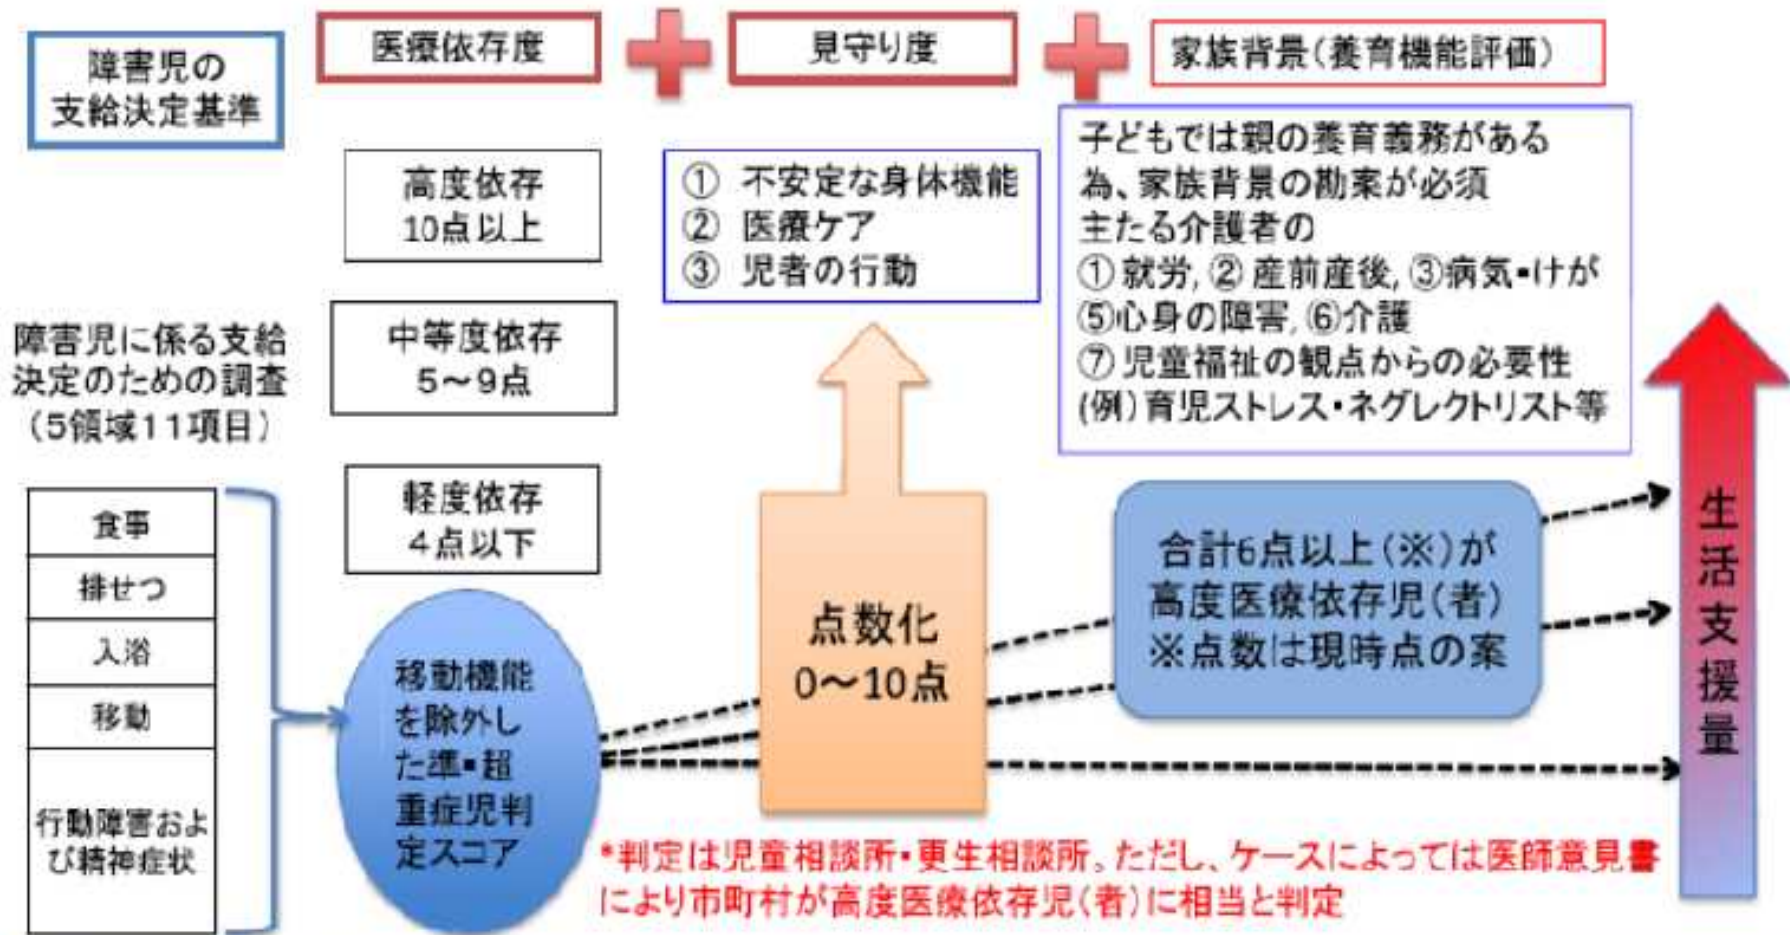 障害児の
支給決定基準
医療依存度
見守り度
家族背景(養育機能評価)
高度依存
10点以上
① 不安定な身体機能
② 医療ケア
③ 児者の行動
子どもでは親の養育義務がある
為、家族背景の勘案が必須
主たる介護者の
①就労,②産前産後,③病気・けが
⑤心身の障害,⑥介護
⑦児童福祉の観点からの必要性
(例)育児ストレス・ネグレクトリスト等
障害児に係る支給
決定のための調査
(5領域11項目)
中等度依存
5〜9点
軽度依存
4点以下
食事
排せつ
入浴
移動
行動障害およ
び精神症状
移動機能
を除外し
た準・超
重症児判
定スコア
点数化
0〜10点
合計6点以上(※)が
高度医療依存児(者)
※点数は現時点の案
生活支援量
*判定は児童相談所・更生相談所。ただし、ケースによっては医師意見書
により市町村が高度医療依存児(者)に相当と判定